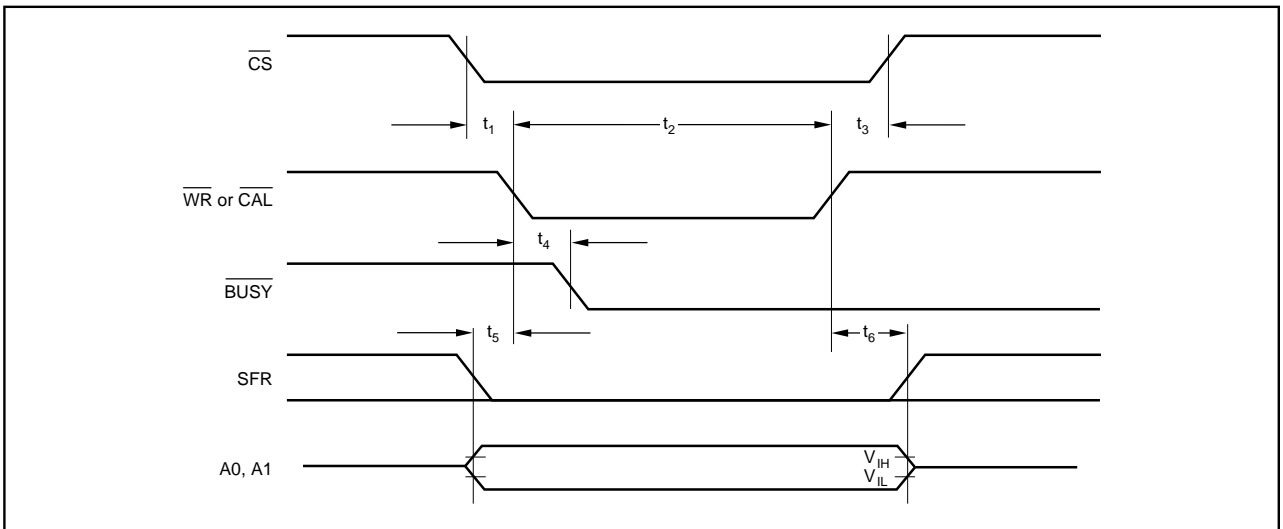 CS
t1 t2 t3
WR or CAL
t4
BUSY
t5 t6
SFR
A0, A1
VIH
VIL